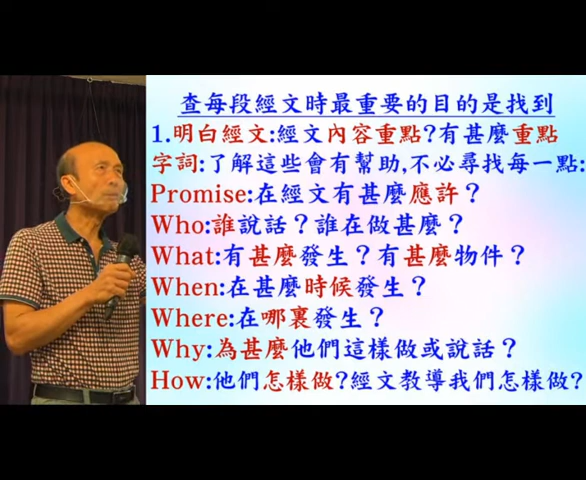 查每段經文時最重要的目的是找到
1.明白經文:經文內容重點?有甚麼重點
字詞:了解這些會有幫助,不必尋找每一點:
Promise:在經文有甚麼應許？
Who:誰說話？誰在做甚麼？
What:有甚麼發生？有甚麼物件？
When:在甚麼時候發生？
Where:在哪裏發生？
Why:為甚麼他們這樣做或說話？
How:他們怎樣做?經文教導我們怎樣做?